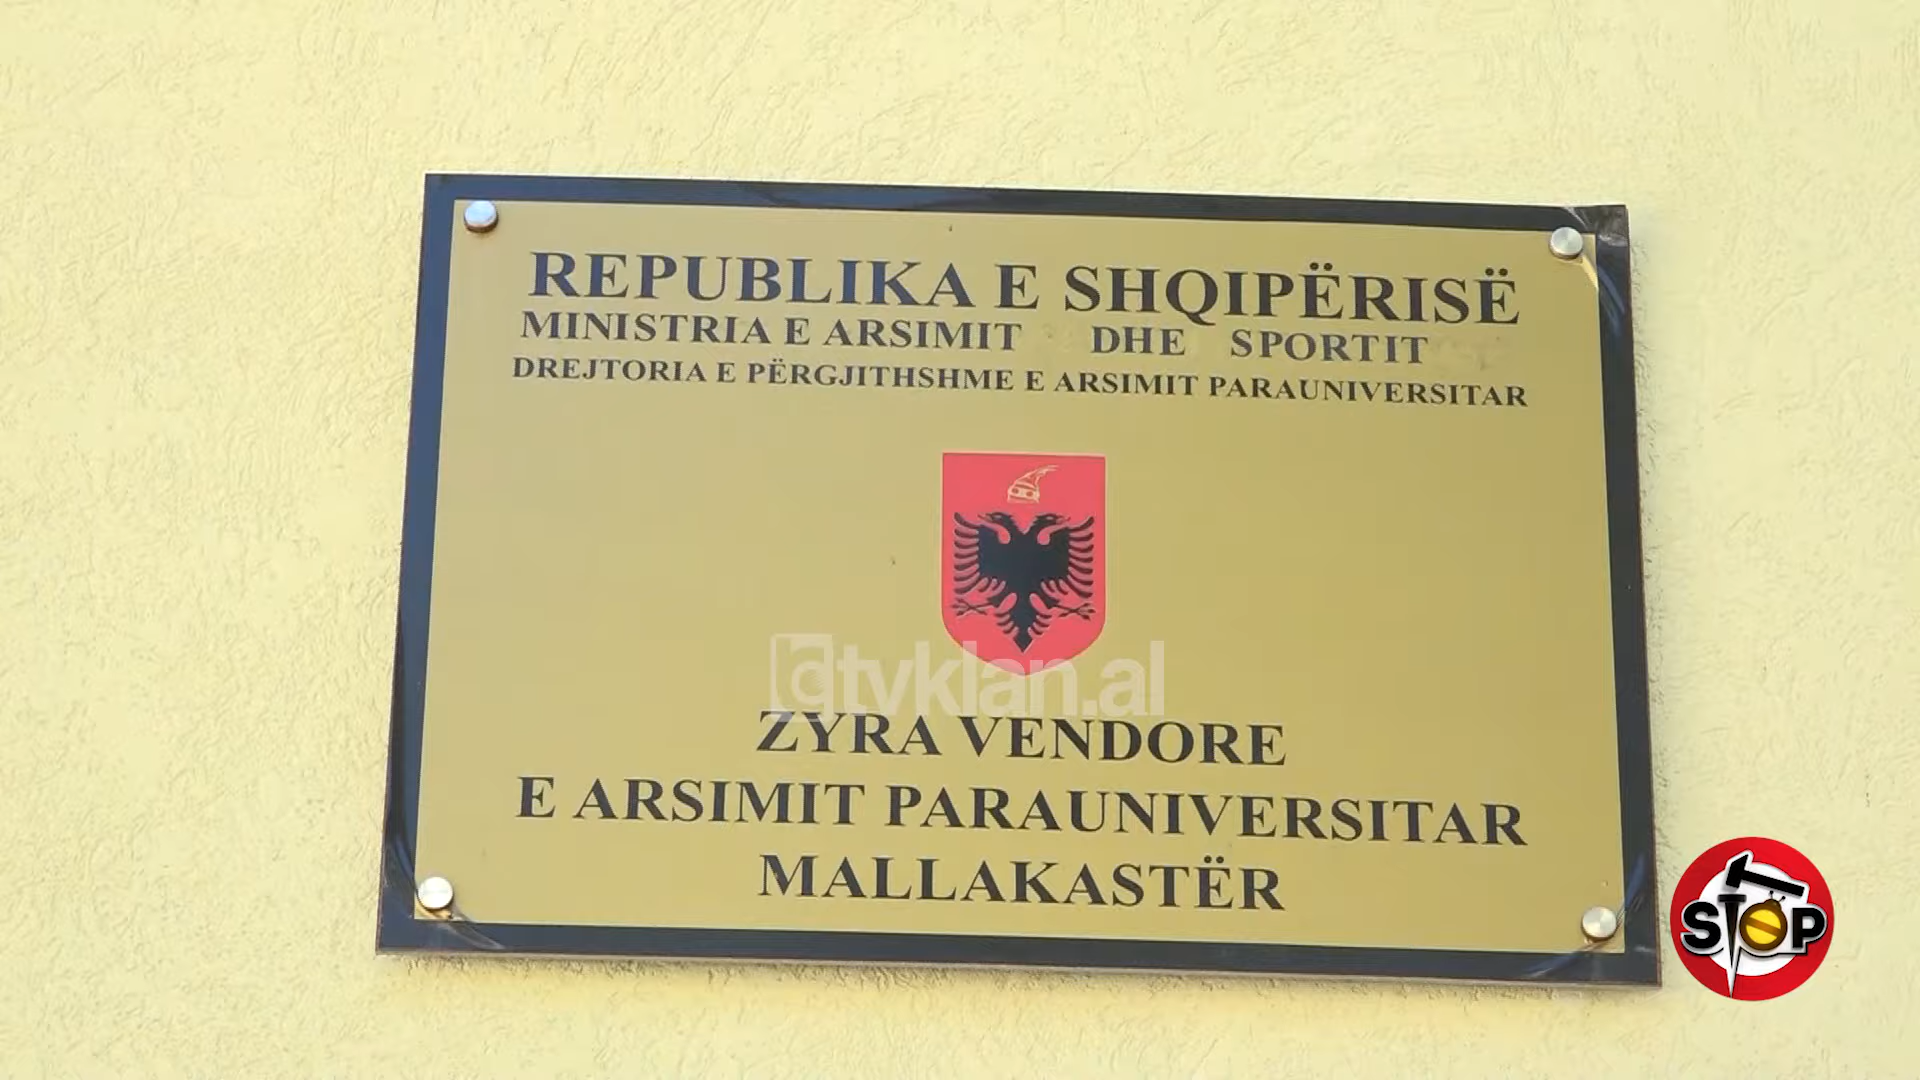 REPUBLIKA E SHQIPËRISË
MINISTRIA E ARSIMIT DHE SPORTIT
DREJTORIA E PËRGJITHSHME E ARSIMIT PARAUNIVERSITAR
tvklan.al
ZYRA VENDORE
E ARSIMIT PARAUNIVERSITAR
MALLAKASTËR
STOP